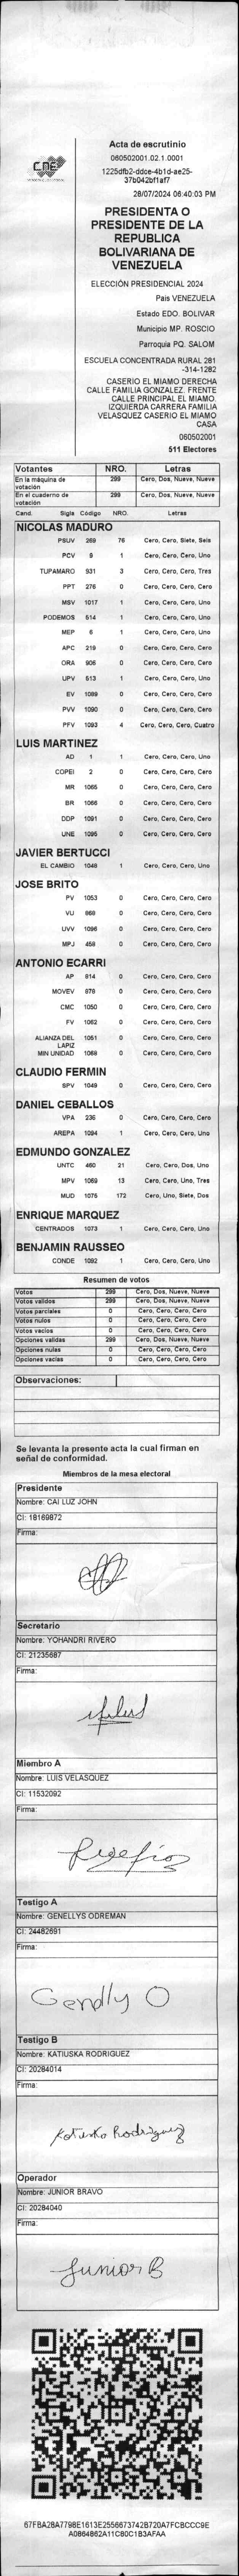 CNE
Acta de escrutinio
060502001.02.1.0001
1225dfb2-ddce-4b1d-ae25-
37b042bf1af7
28/07/2024 06:40:03 PM
PRESIDENTA O
PRESIDENTE DE LA
REPUBLICA
BOLIVARIANA DE
VENEZUELA
ELECCIÓN PRESIDENCIAL 2024
País VENEZUELA
Estado EDO. BOLIVAR
Municipio MP. ROSCIO
Parroquia PQ. SALOM
ESCUELA CONCENTRADA RURAL 281
-314-1282
CASERIO EL MIAMO DERECHA
CALLE FAMILIA GONZALEZ. FRENTE
CALLE PRINCIPAL EL MIAMO.
IZQUIERDA CARRERA FAMILIA
VELASQUEZ CASERIO EL MIAMO
CASA
060502001
511 Electores
Votantes NRO. Letras
En la máquina de votación 299 Cero, Dos, Nueve, Nueve
En el cuaderno de votación 299 Cero, Dos, Nueve, Nueve
Cand. Sigla Código NRO. Letras
NICOLAS MADURO
PSUV 269 76 Cero, Cero, Siete, Seis
PCV 9 1 Cero, Cero, Cero, Uno
TUPAMARO 931 3 Cero, Cero, Cero, Tres
PPT 276 0 Cero, Cero, Cero, Cero
MSV 1017 1 Cero, Cero, Cero, Uno
PODEMOS 514 1 Cero, Cero, Cero, Uno
MEP 6 1 Cero, Cero, Cero, Uno
APC 219 0 Cero, Cero, Cero, Cero
ORA 906 0 Cero, Cero, Cero, Cero
UPV 513 1 Cero, Cero, Cero, Uno
EV 1089 0 Cero, Cero, Cero, Cero
PVV 1090 0 Cero, Cero, Cero, Cero
PFV 1093 4 Cero, Cero, Cero, Cuatro
LUIS MARTINEZ
AD 1 1 Cero, Cero, Cero, Uno
COPEI 2 0 Cero, Cero, Cero, Cero
MR 1065 0 Cero, Cero, Cero, Cero
BR 1066 0 Cero, Cero, Cero, Cero
DDP 1091 0 Cero, Cero, Cero, Cero
UNE 1095 0 Cero, Cero, Cero, Cero
JAVIER BERTUCCI
EL CAMBIO 1048 1 Cero, Cero, Cero, Uno
JOSE BRITO
PV 1053 0 Cero, Cero, Cero, Cero
VU 968 0 Cero, Cero, Cero, Cero
UVV 1096 0 Cero, Cero, Cero, Cero
MPJ 458 0 Cero, Cero, Cero, Cero
ANTONIO ECARRI
AP 914 0 Cero, Cero, Cero, Cero
MOVEV 978 0 Cero, Cero, Cero, Cero
CMC 1050 0 Cero, Cero, Cero, Cero
FV 1062 0 Cero, Cero, Cero, Cero
ALIANZA DEL LAPIZ 1051 0 Cero, Cero, Cero, Cero
MIN UNIDAD 1068 0 Cero, Cero, Cero, Cero
CLAUDIO FERMIN
SPV 1049 0 Cero, Cero, Cero, Cero
DANIEL CEBALLOS
VPA 236 0 Cero, Cero, Cero, Cero
AREPA 1094 1 Cero, Cero, Cero, Uno
EDMUNDO GONZALEZ
UNTC 460 21 Cero, Cero, Dos, Uno
MPV 1069 13 Cero, Cero, Uno, Tres
MUD 1076 172 Cero, Uno, Siete, Dos
ENRIQUE MARQUEZ
CENTRADOS 1073 1 Cero, Cero, Cero, Uno
BENJAMIN RAUSSEO
CONDE 1092 1 Cero, Cero, Cero, Uno
Resumen de votos
Votos 299 Cero, Dos, Nueve, Nueve
Votos validos 299 Cero, Dos, Nueve, Nueve
Votos parciales 0 Cero, Cero, Cero, Cero
Votos nulos 0 Cero, Cero, Cero, Cero
Votos vacios 0 Cero, Cero, Cero, Cero
Opciones validas 299 Cero, Dos, Nueve, Nueve
Opciones nulas 0 Cero, Cero, Cero, Cero
Opciones vacias 0 Cero, Cero, Cero, Cero
Observaciones:
Se levanta la presente acta la cual firman en
señal de conformidad.
Miembros de la mesa electoral
Presidente
Nombre: CAI LUZ JOHN
CI: 18169872
Firma:
Secretario
Nombre: YOHANDRI RIVERO
CI: 21235687
Firma:
Miembro A
Nombre: LUIS VELASQUEZ
CI: 11532092
Firma:
Testigo A
Nombre: GENELLYS ODREMAN
CI: 24482691
Firma:
Testigo B
Nombre: KATIUSKA RODRIGUEZ
CI: 20284014
Firma:
Katiuska Rodriguez
Operador
Nombre: JUNIOR BRAVO
CI: 20284040
Firma:
Junior B
67FBA28A7798E1613E2556673742B720A7FCBCCC9E
A0864862A11C80C1B3AFAA